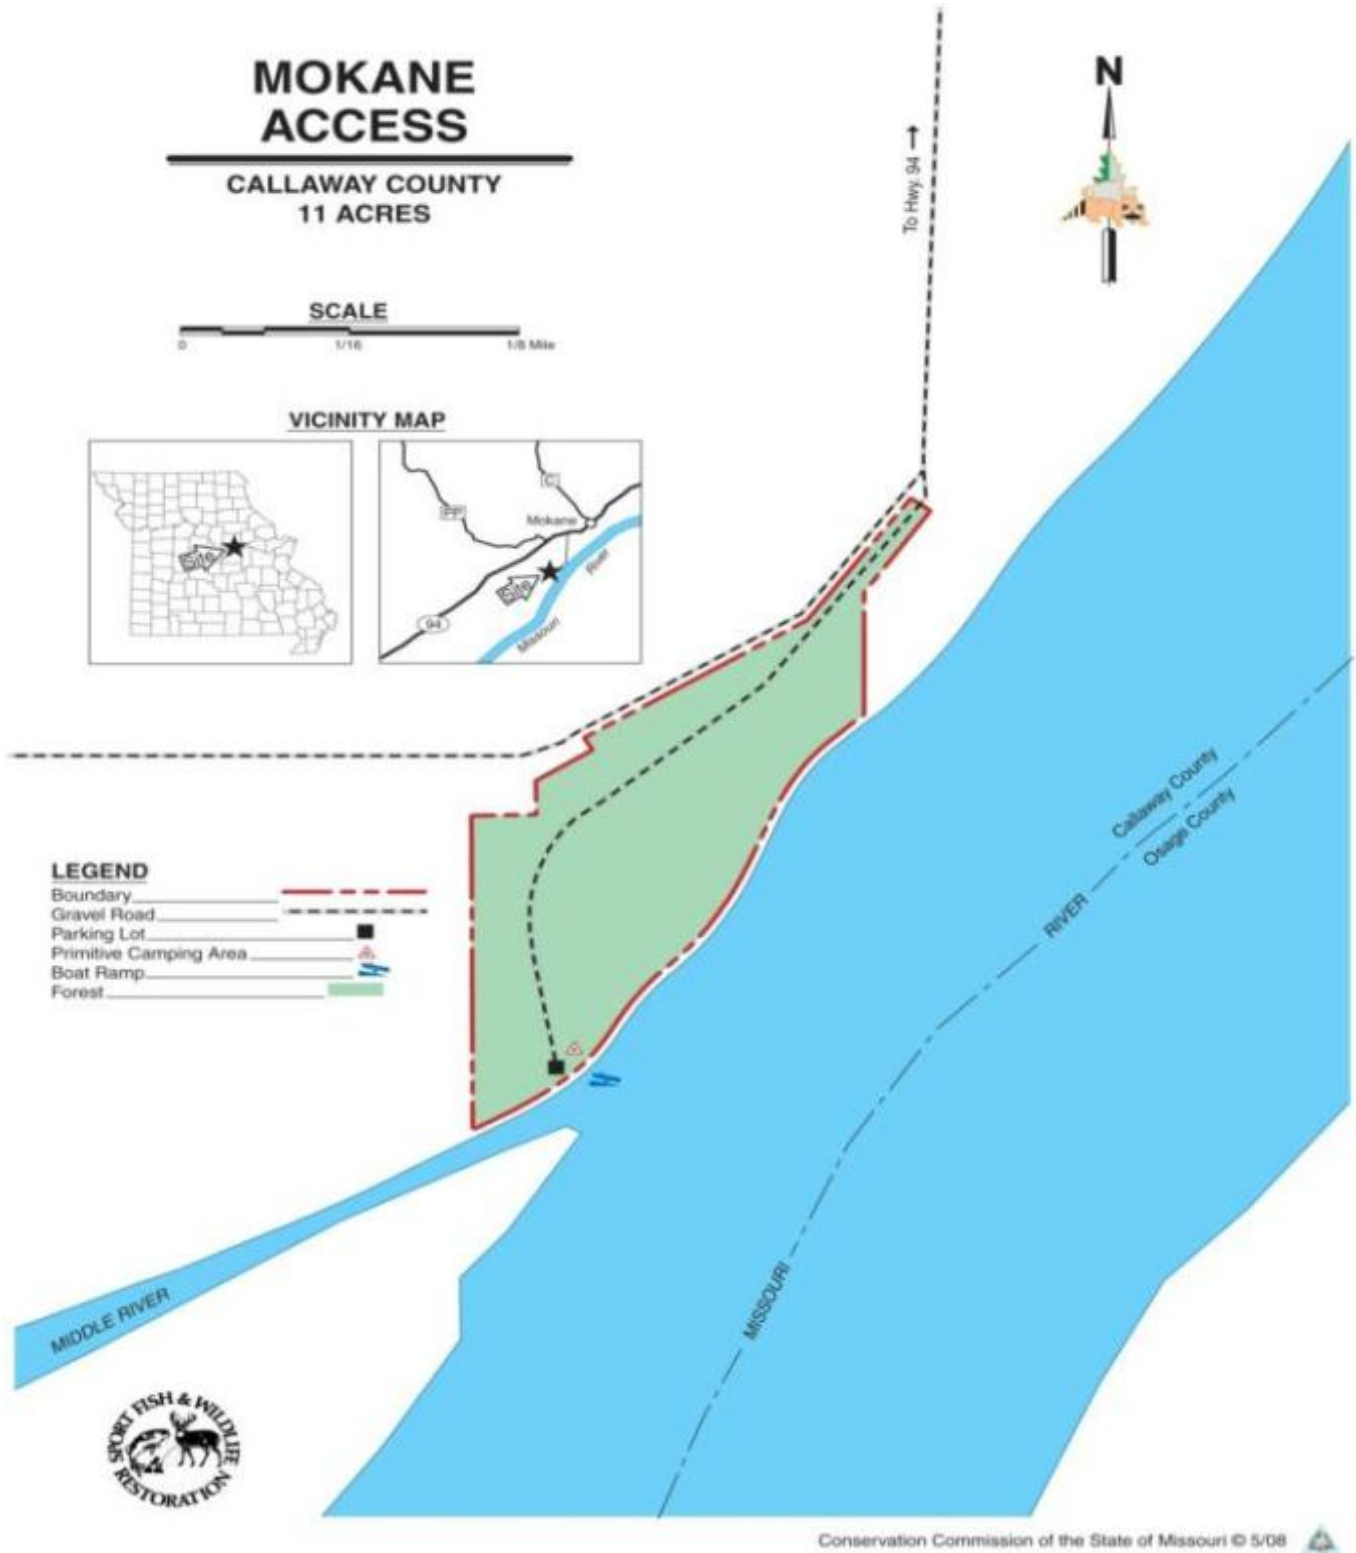 MOKANE
ACCESS
CALLAWAY COUNTY
11 ACRES
N
To Hwy. 94
SCALE
0 1/16 1/8 Mile
VICINITY MAP
Site
C
PP
Mokane
Site
River
Missouri
94
Callaway County
Osage County
LEGEND
Boundary
Gravel Road
Parking Lot
Primitive Camping Area
Boat Ramp
Forest
RIVER
MISSOURI
MIDDLE RIVER
SPORT FISH & WILDLIFE
RESTORATION
Conservation Commission of the State of Missouri © 5/08